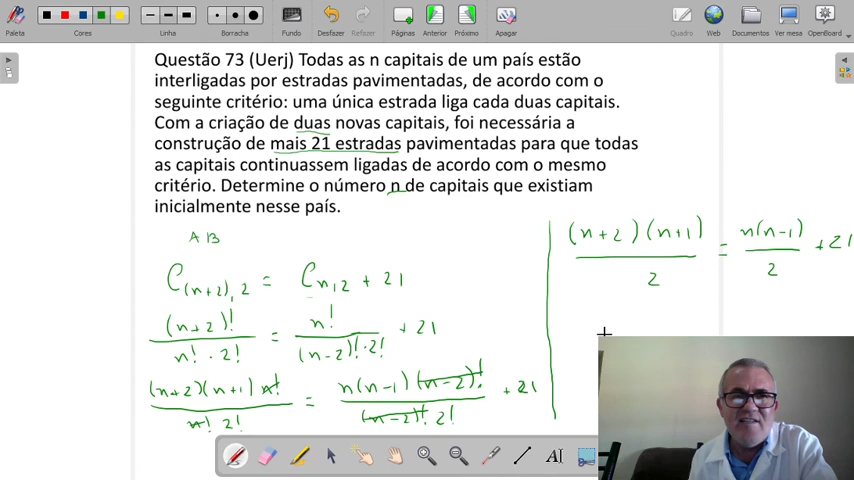 Paleta
Cores
Linha
Borracha
Fundo
Desfazer
Refazer
Páginas
Anterior
Próximo
Apagar
Quadro
Web
Documentos
Mostrar mesa
OpenBoard
Questão 73 (Uerj) Todas as n capitais de um país estão
interligadas por estradas pavimentadas, de acordo com o
seguinte critério: uma única estrada liga cada duas capitais.
Com a criação de duas novas capitais, foi necessária a
construção de mais 21 estradas pavimentadas para que todas
as capitais continuassem ligadas de acordo com o mesmo
critério. Determine o número n de capitais que existiam
inicialmente nesse país.
A B
C(n+2), 2 = Cn,2 + 21
(n+2)! / n! · 2! = n! / (n-2)! · 2! + 21
(n+2)(n+1) n! / n! 2! = n(n-1)(n-2)! / (n-2)! 2! + 21
(n+2)(n+1) / 2 = n(n-1) / 2 + 21
AI